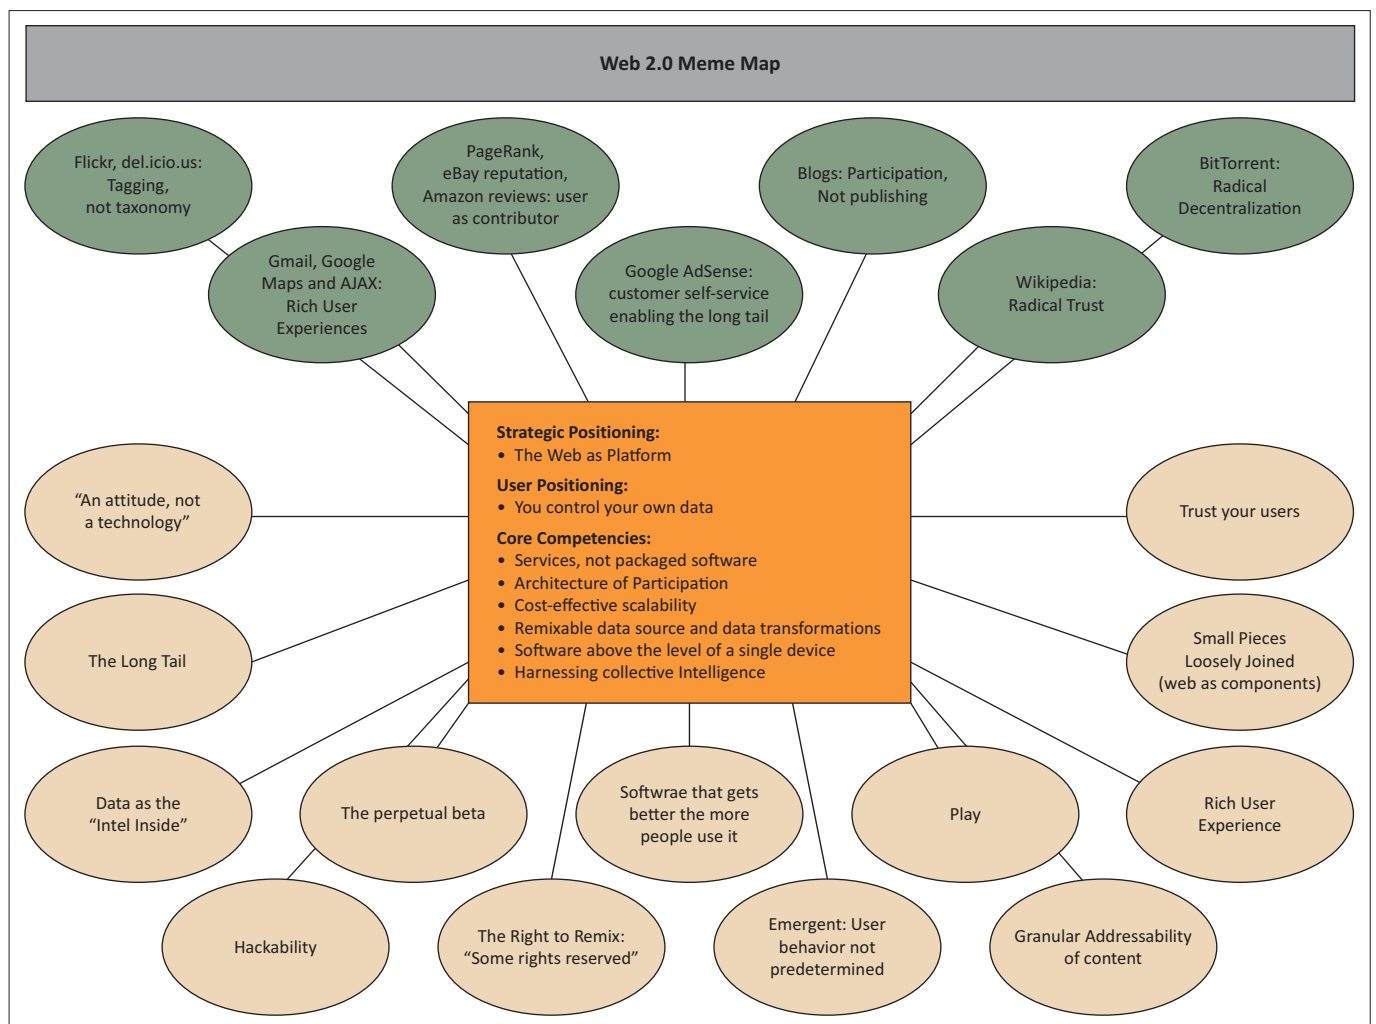 Web 2.0 Meme Map
Flickr, del.icio.us:
Tagging,
not taxonomy
PageRank,
eBay reputation,
Amazon reviews: user
as contributor
Blogs: Participation,
Not publishing
BitTorrent:
Radical
Decentralization
Gmail, Google
Maps and AJAX:
Rich User
Experiences
Google AdSense:
customer self-service
enabling the long tail
Wikipedia:
Radical Trust
Strategic Positioning:
• The Web as Platform
User Positioning:
• You control your own data
Core Competencies:
• Services, not packaged software
• Architecture of Participation
• Cost-effective scalability
• Remixable data source and data transformations
• Software above the level of a single device
• Harnessing collective Intelligence
“An attitude, not
a technology”
Trust your users
The Long Tail
Small Pieces
Loosely Joined
(web as components)
Data as the
“Intel Inside”
The perpetual beta
Softwrae that gets
better the more
people use it
Play
Rich User
Experience
Hackability
The Right to Remix:
“Some rights reserved”
Emergent: User
behavior not
predetermined
Granular Addressability
of content